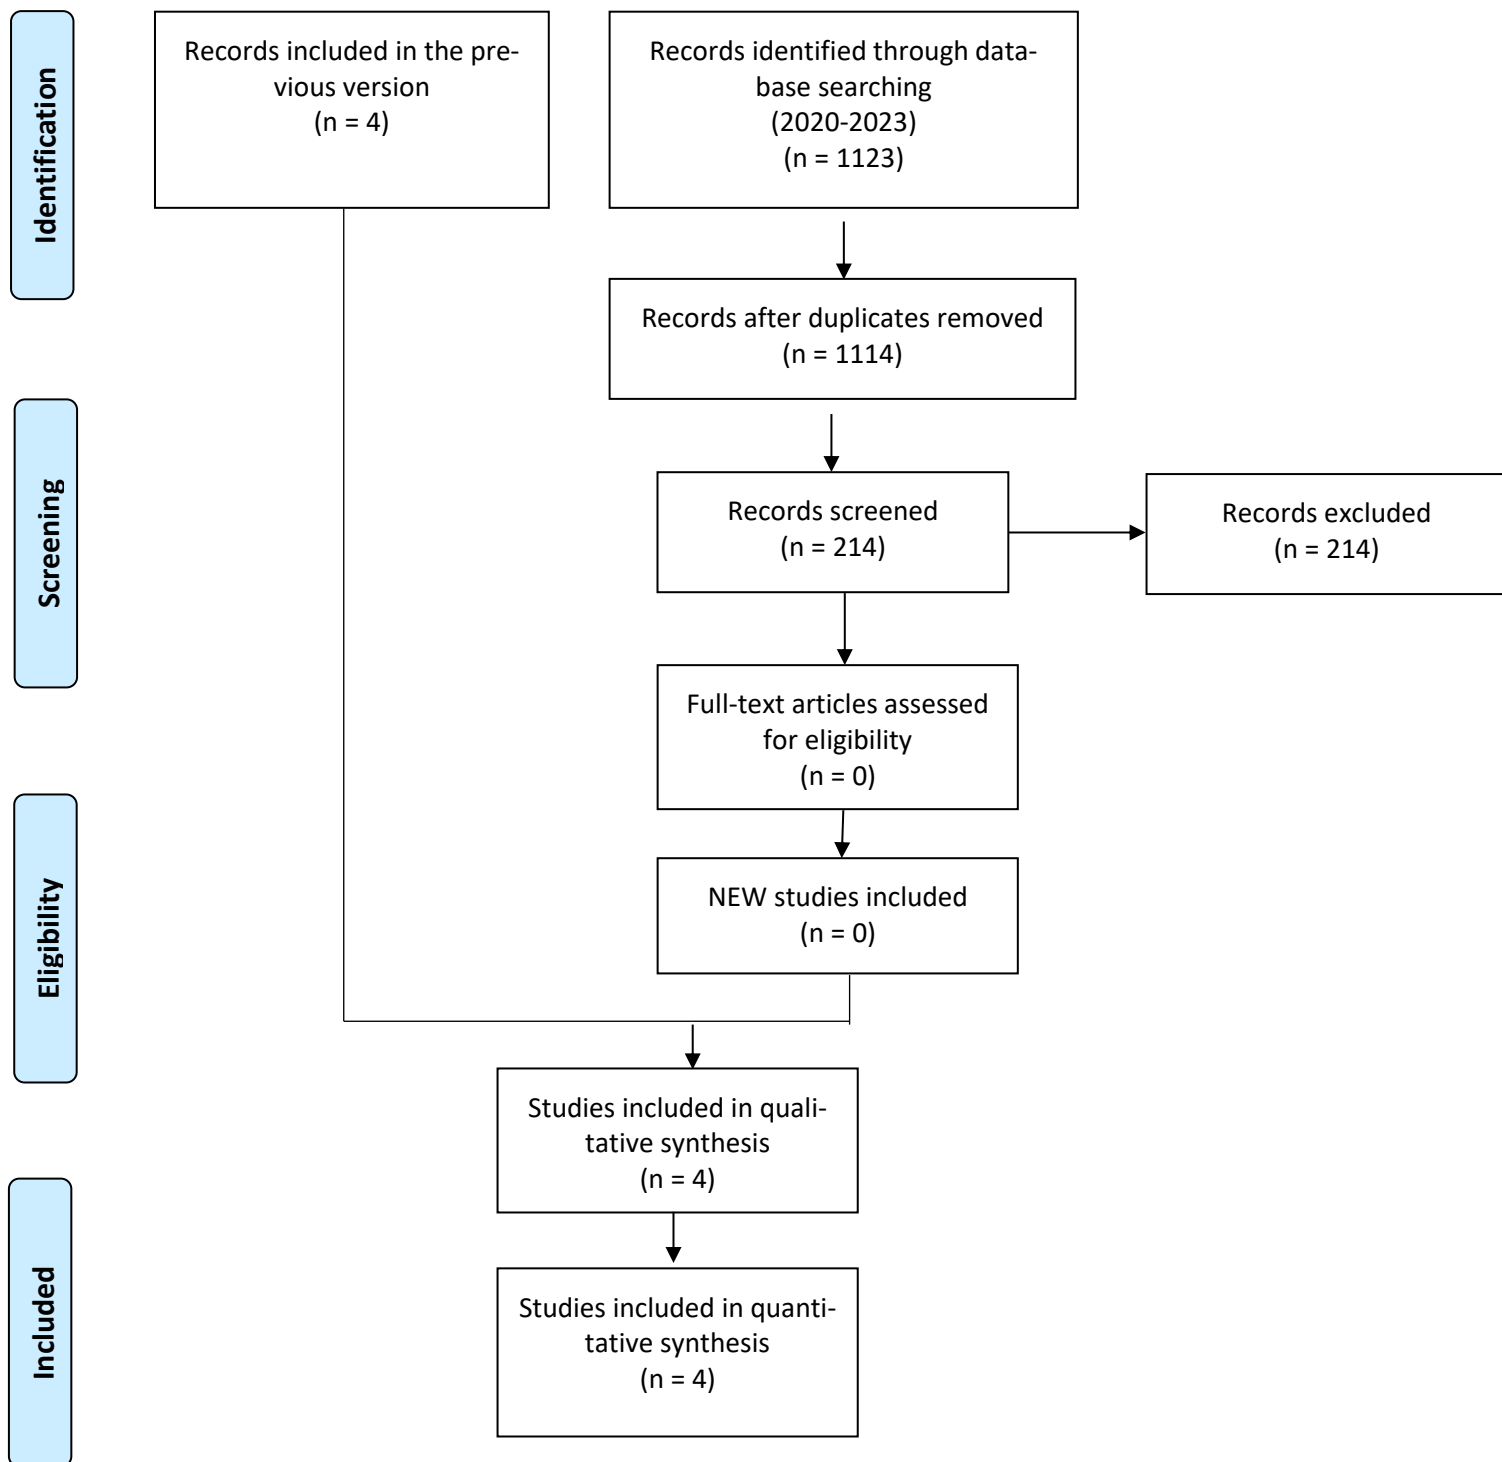 Identification
Records included in the pre-
vious version
(n = 4)
Records identified through data-
base searching
(2020-2023)
(n = 1123)
Records after duplicates removed
(n = 1114)
Screening
Records screened
(n = 214)
Records excluded
(n = 214)
Full-text articles assessed
for eligibility
(n = 0)
Eligibility
NEW studies included
(n = 0)
Studies included in quali-
tative synthesis
(n = 4)
Included
Studies included in quanti-
tative synthesis
(n = 4)